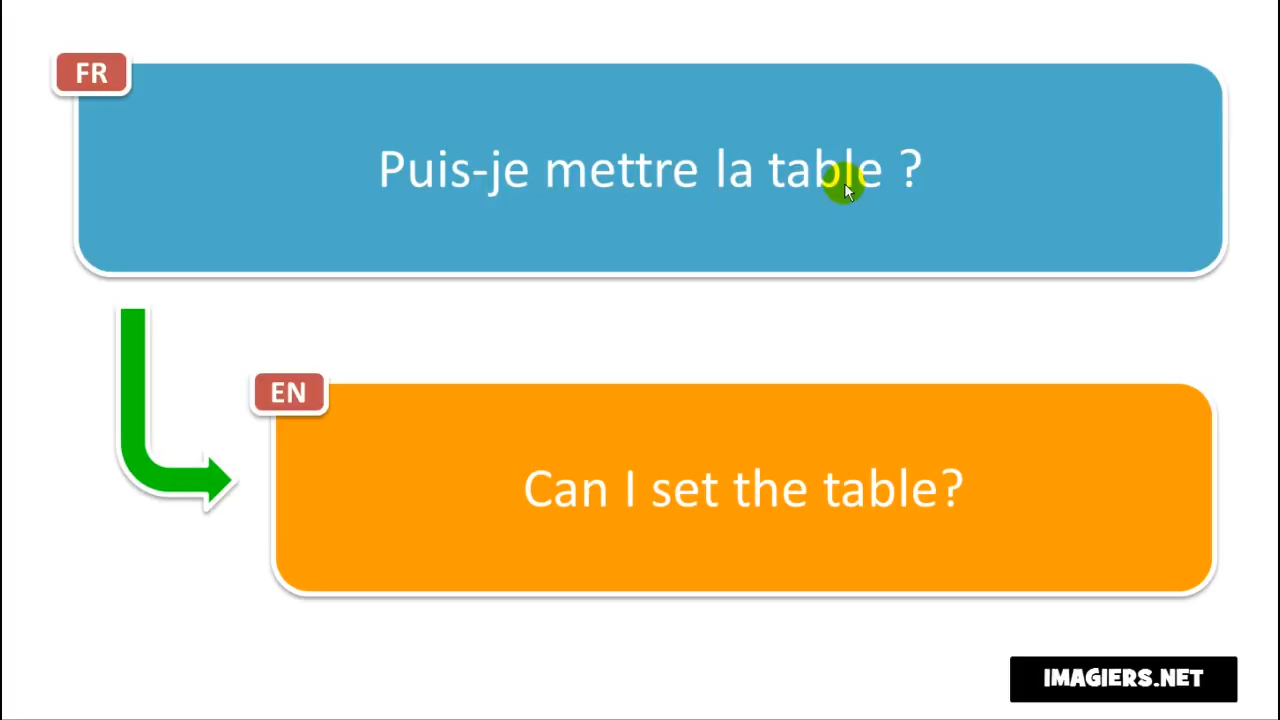 FR
Puis-je mettre la table ?
EN
Can I set the table?
IMAGIERS.NET